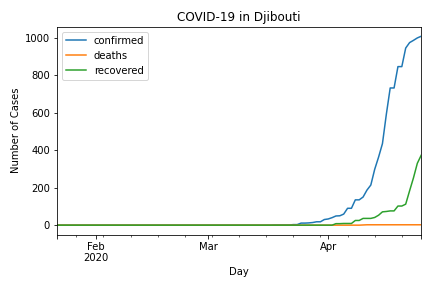 COVID-19 in Djibouti
confirmed
deaths
recovered
Number of Cases
1000
800
600
400
200
0
Feb
2020
Mar
Apr
Day